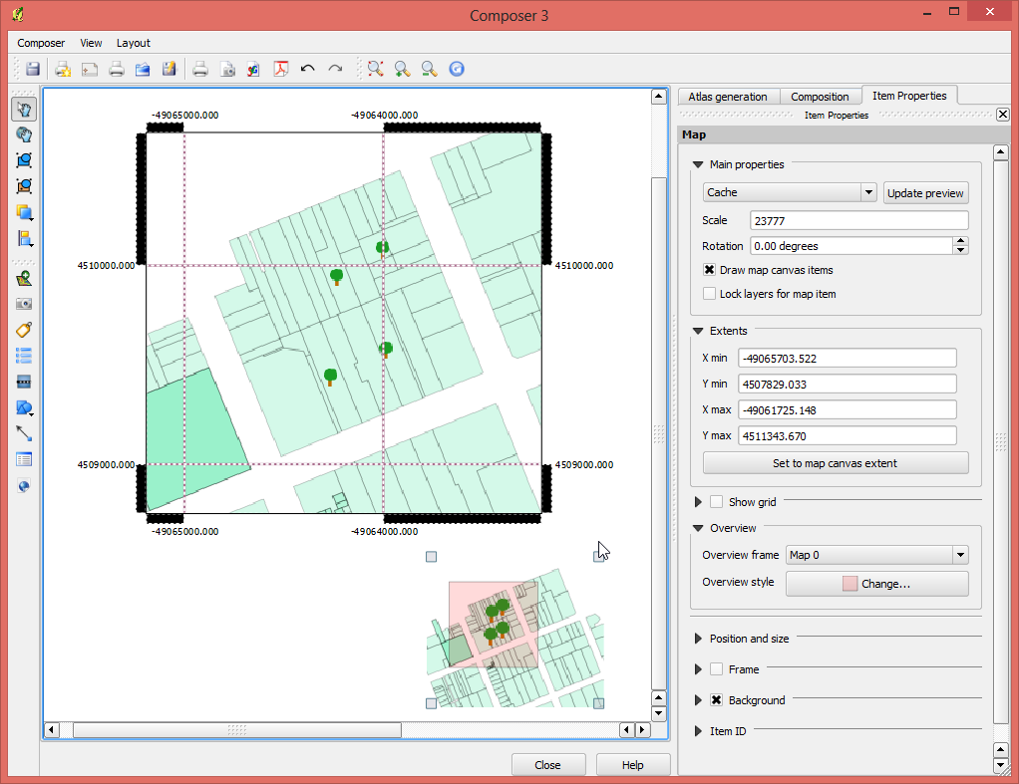 Composer 3
Composer View Layout
-49065000.000 -49064000.000
4510000.000 4510000.000
4509000.000 4509000.000
-49065000.000 -49064000.000
Atlas generation Composition Item Properties
Item Properties
Map
Main properties
Cache Update preview
Scale 23777
Rotation 0.00 degrees
Draw map canvas items
Lock layers for map item
Extents
X min -49065703.522
Y min 4507829.033
X max -49061725.148
Y max 4511343.670
Set to map canvas extent
Show grid
Overview
Overview frame Map 0
Overview style Change...
Position and size
Frame
Background
Item ID
Close Help